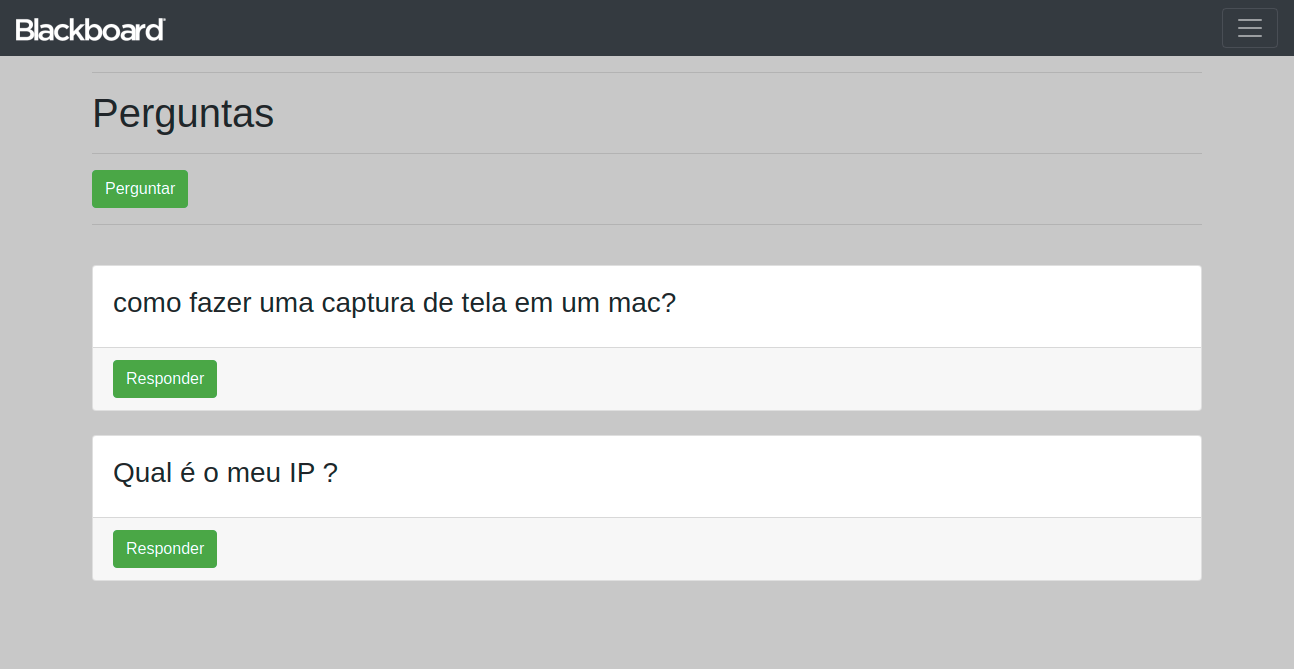 Blackboard
Perguntas
Perguntar
como fazer uma captura de tela em um mac?
Responder
Qual é o meu IP ?
Responder